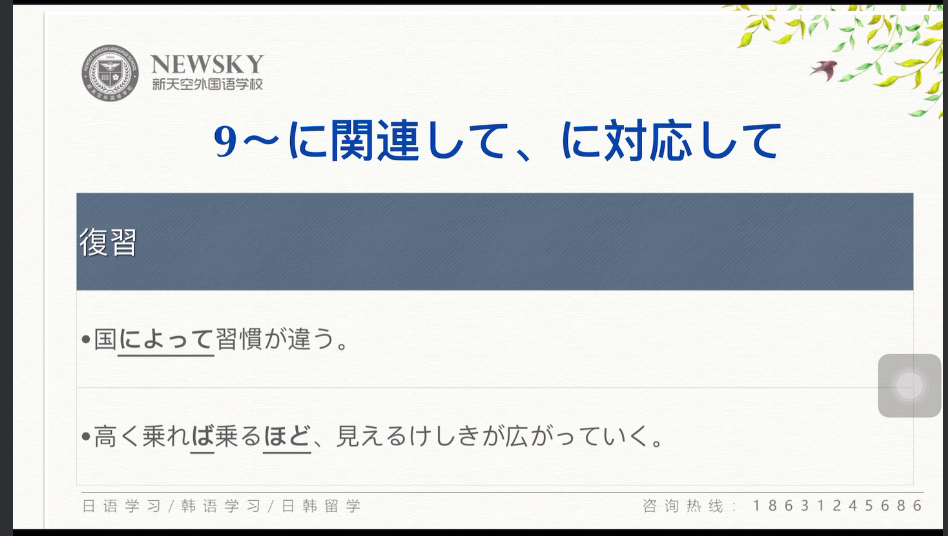 NEWSKY
新天空外国语学校
9～に関連して、に対応して
復習
•国によって習慣が違う。
•高く乗れば乗るほど、見えるけしきが広がっていく。
日语学习/韩语学习/日韩留学
咨询热线：18631245686